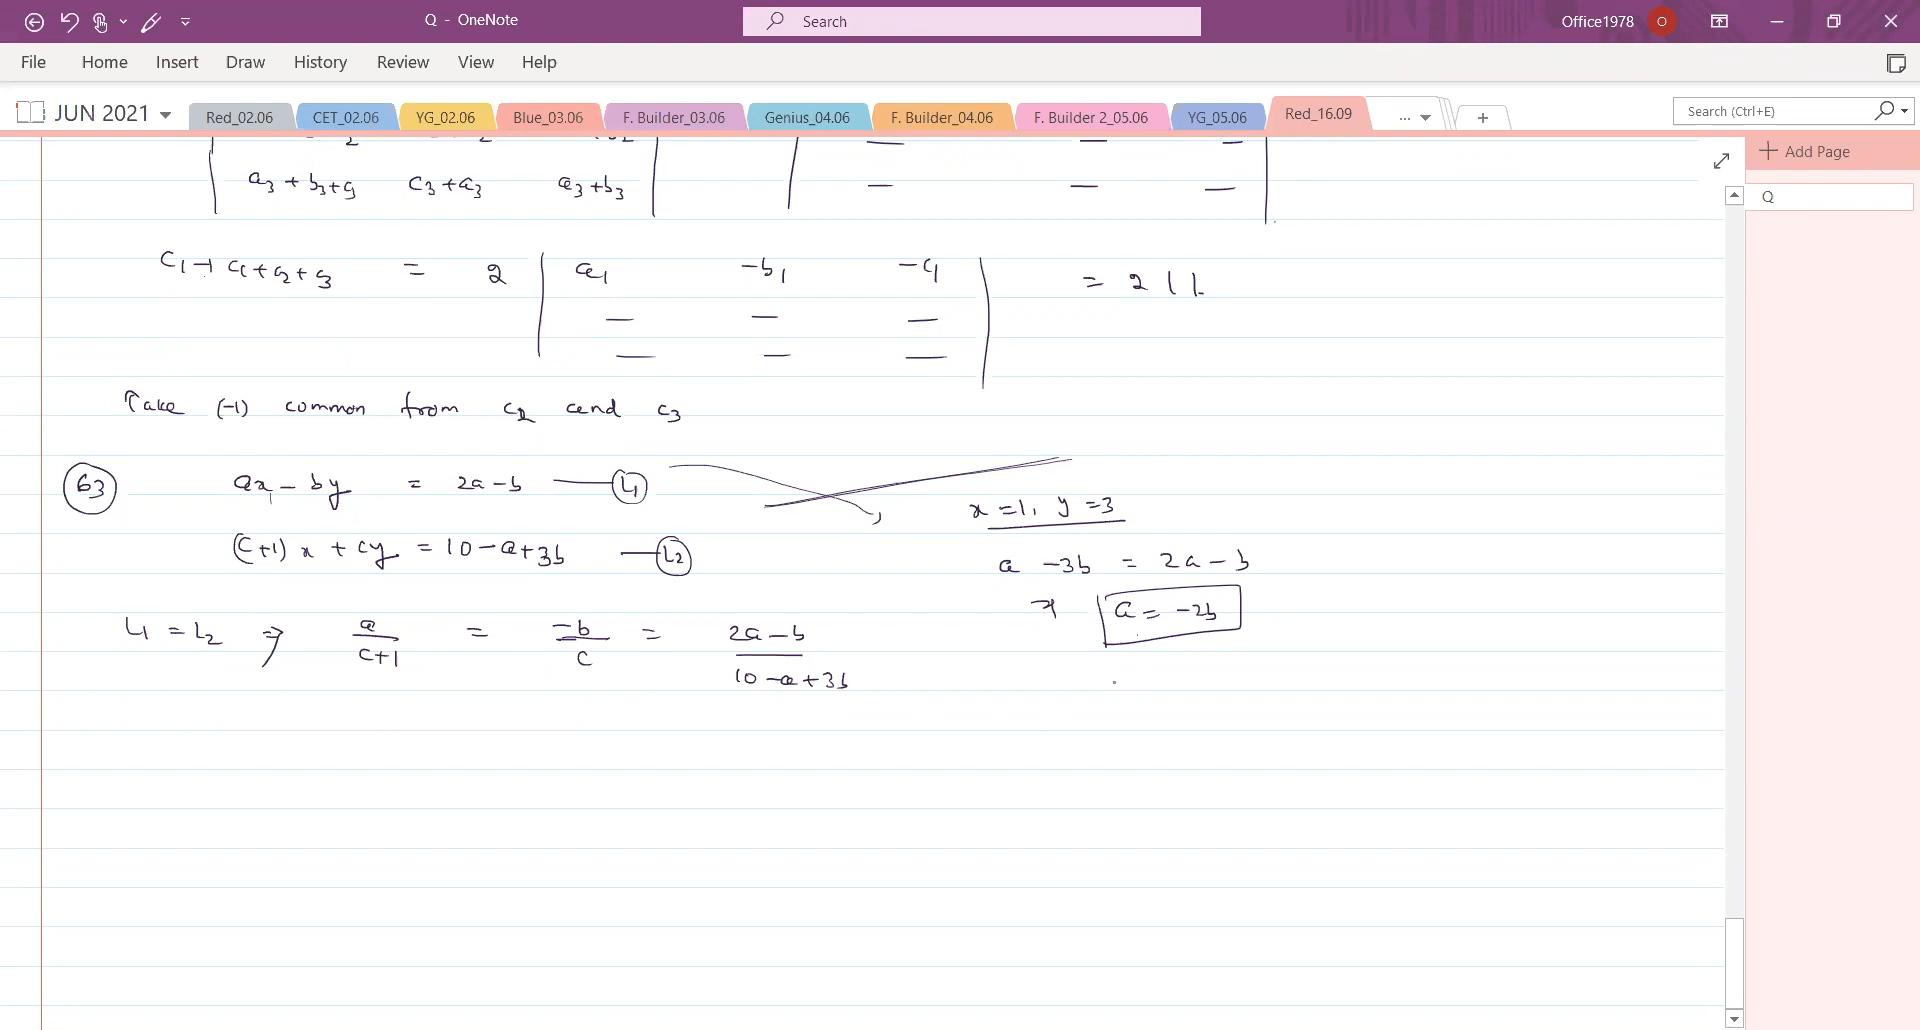 Q - OneNote
Search
Office1978
O
File Home Insert Draw History Review View Help
JUN 2021
Red_02.06 CET_02.06 YG_02.06 Blue_03.06 F. Builder_03.06 Genius_04.06 F. Builder_04.06 F. Builder 2_05.06 YG_05.06 Red_16.09 ...
Search (Ctrl+E)
Add Page
Q
a₃ + b₃ + c₃ c₃ + a₃ a₃ + b₃
C₁ → C₁ + C₂ + C₃ = 2 | a₁ -b₁ -c₁ | = 2 | |
Take (-1) common from C₂ and C₃
63 ax - by = 2a - b — L₁
(C+1) x + cy = 10 - a + 3b — L₂
x = 1, y = 3
a - 3b = 2a - b
⇒ a = -2b
L₁ = L₂ ⇒ a/(c+1) = -b/c = (2a - b)/(10 - a + 3b)